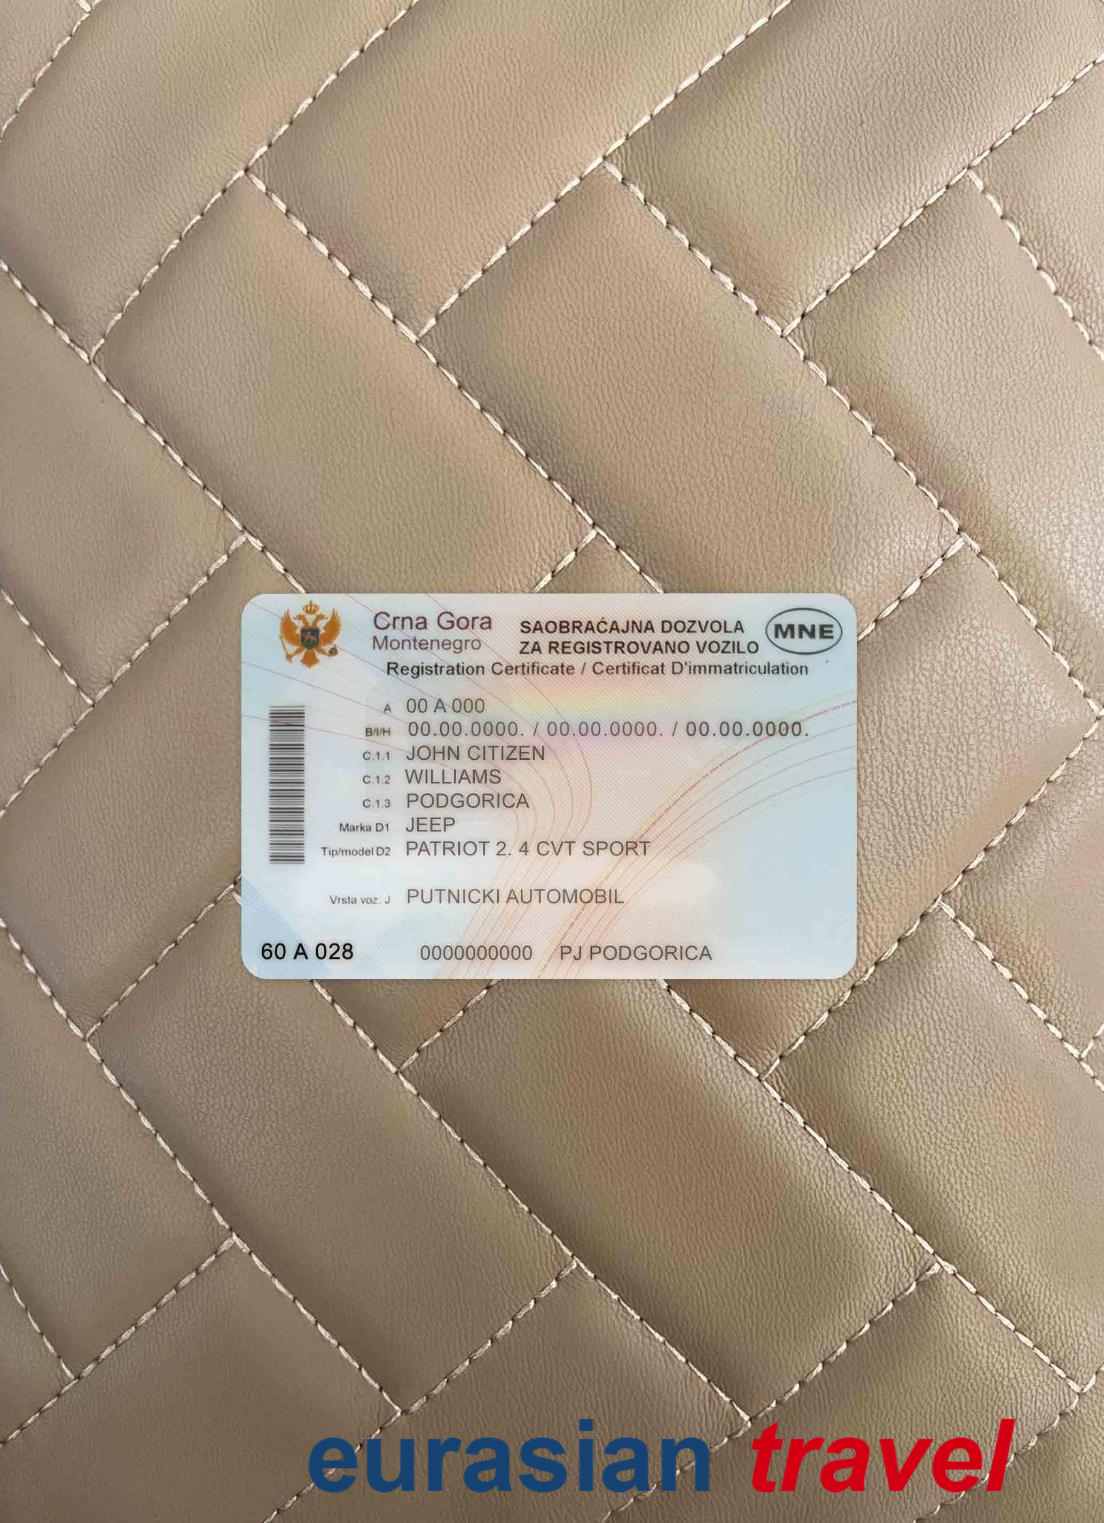 Crna Gora
Montenegro
SAOBRAĆAJNA DOZVOLA
ZA REGISTROVANO VOZILO
MNE
Registration Certificate / Certificat D'immatriculation
A 00 A 000
B/I/H 00.00.0000. / 00.00.0000. / 00.00.0000.
C.1.1 JOHN CITIZEN
C.1.2 WILLIAMS
C.1.3 PODGORICA
Marka D1 JEEP
Tip/model D2 PATRIOT 2. 4 CVT SPORT
Vrsta voz. J PUTNICKI AUTOMOBIL
60 A 028 0000000000 PJ PODGORICA
eurasian travel